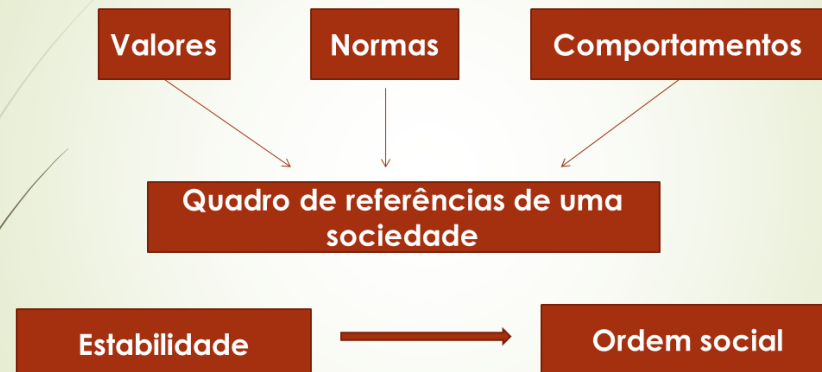 Valores
Normas
Comportamentos
Quadro de referências de uma
sociedade
Estabilidade
Ordem social